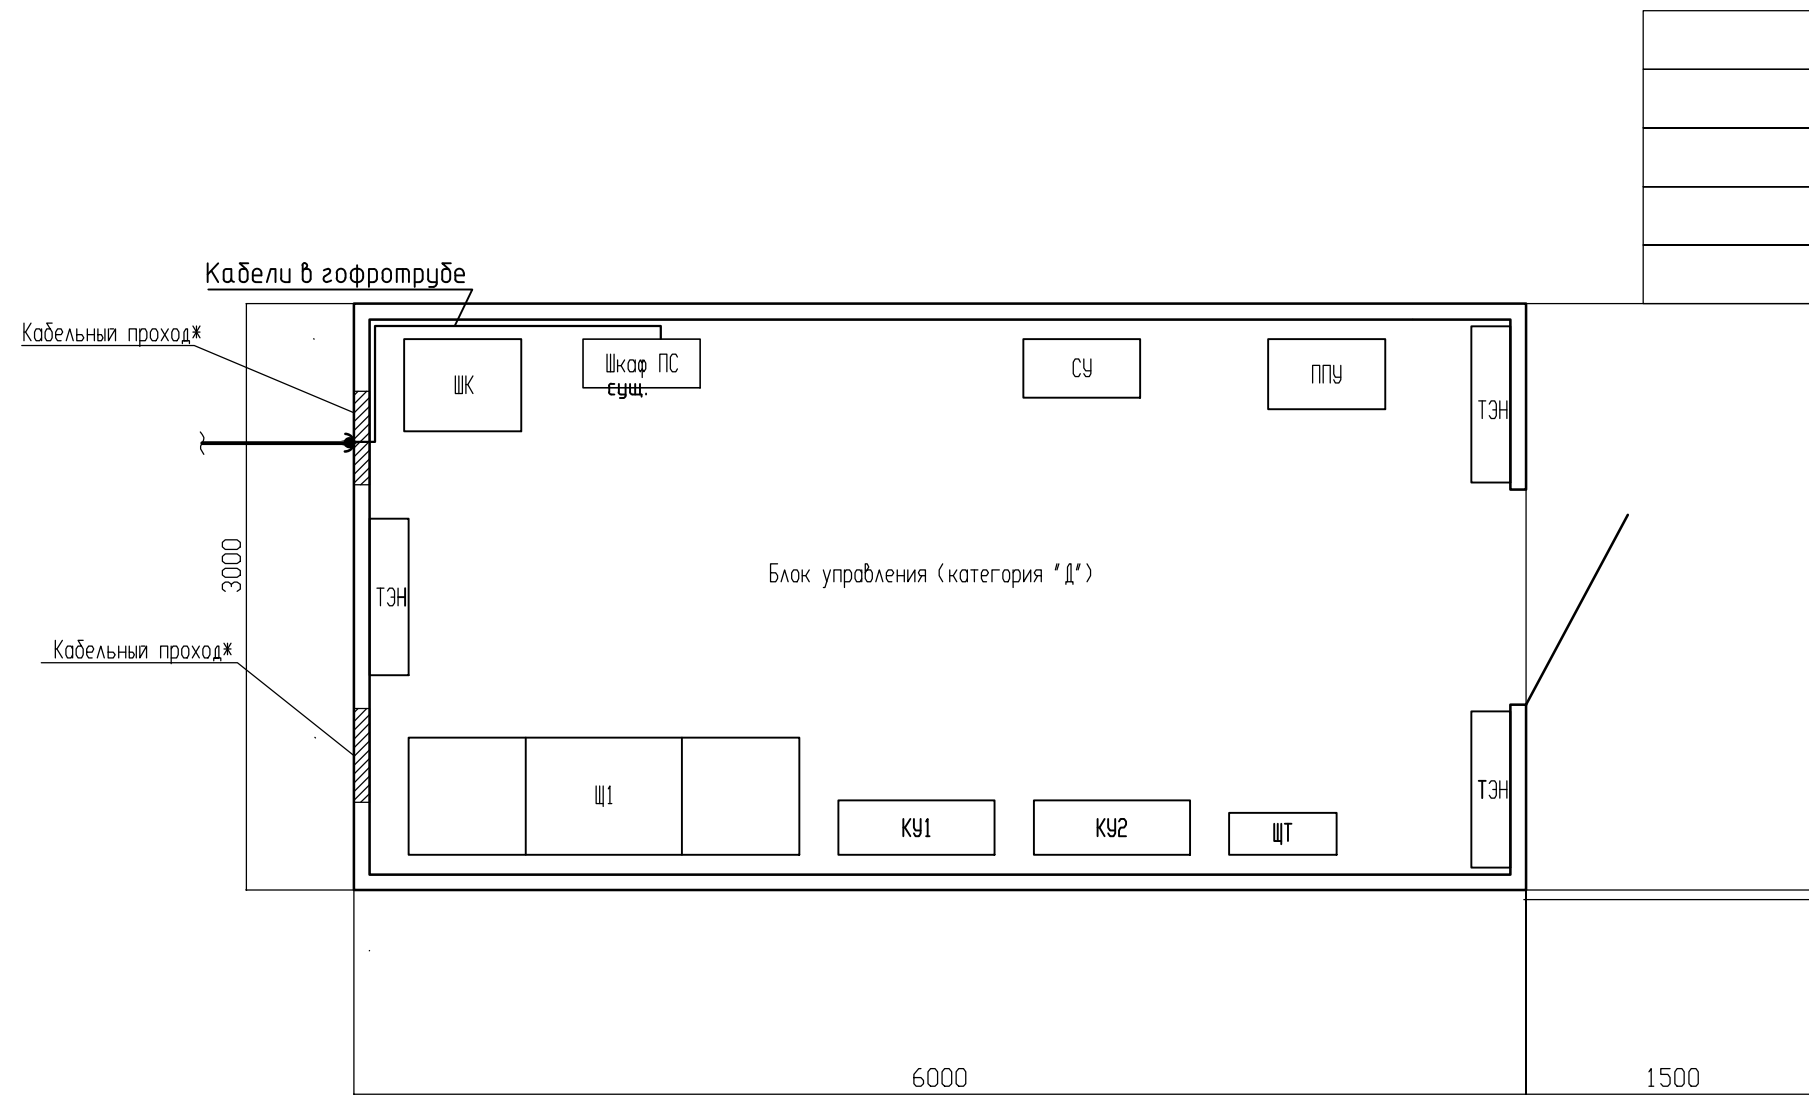 Кабели в гофротрубе
Кабельный проход*
ШК
Шкаф ПС
сущ.
СУ
ППУ
ТЭН
3000
ТЭН
Блок управления (категория "Д")
Кабельный проход*
Щ1
КУ1
КУ2
ЩТ
ТЭН
6000
1500